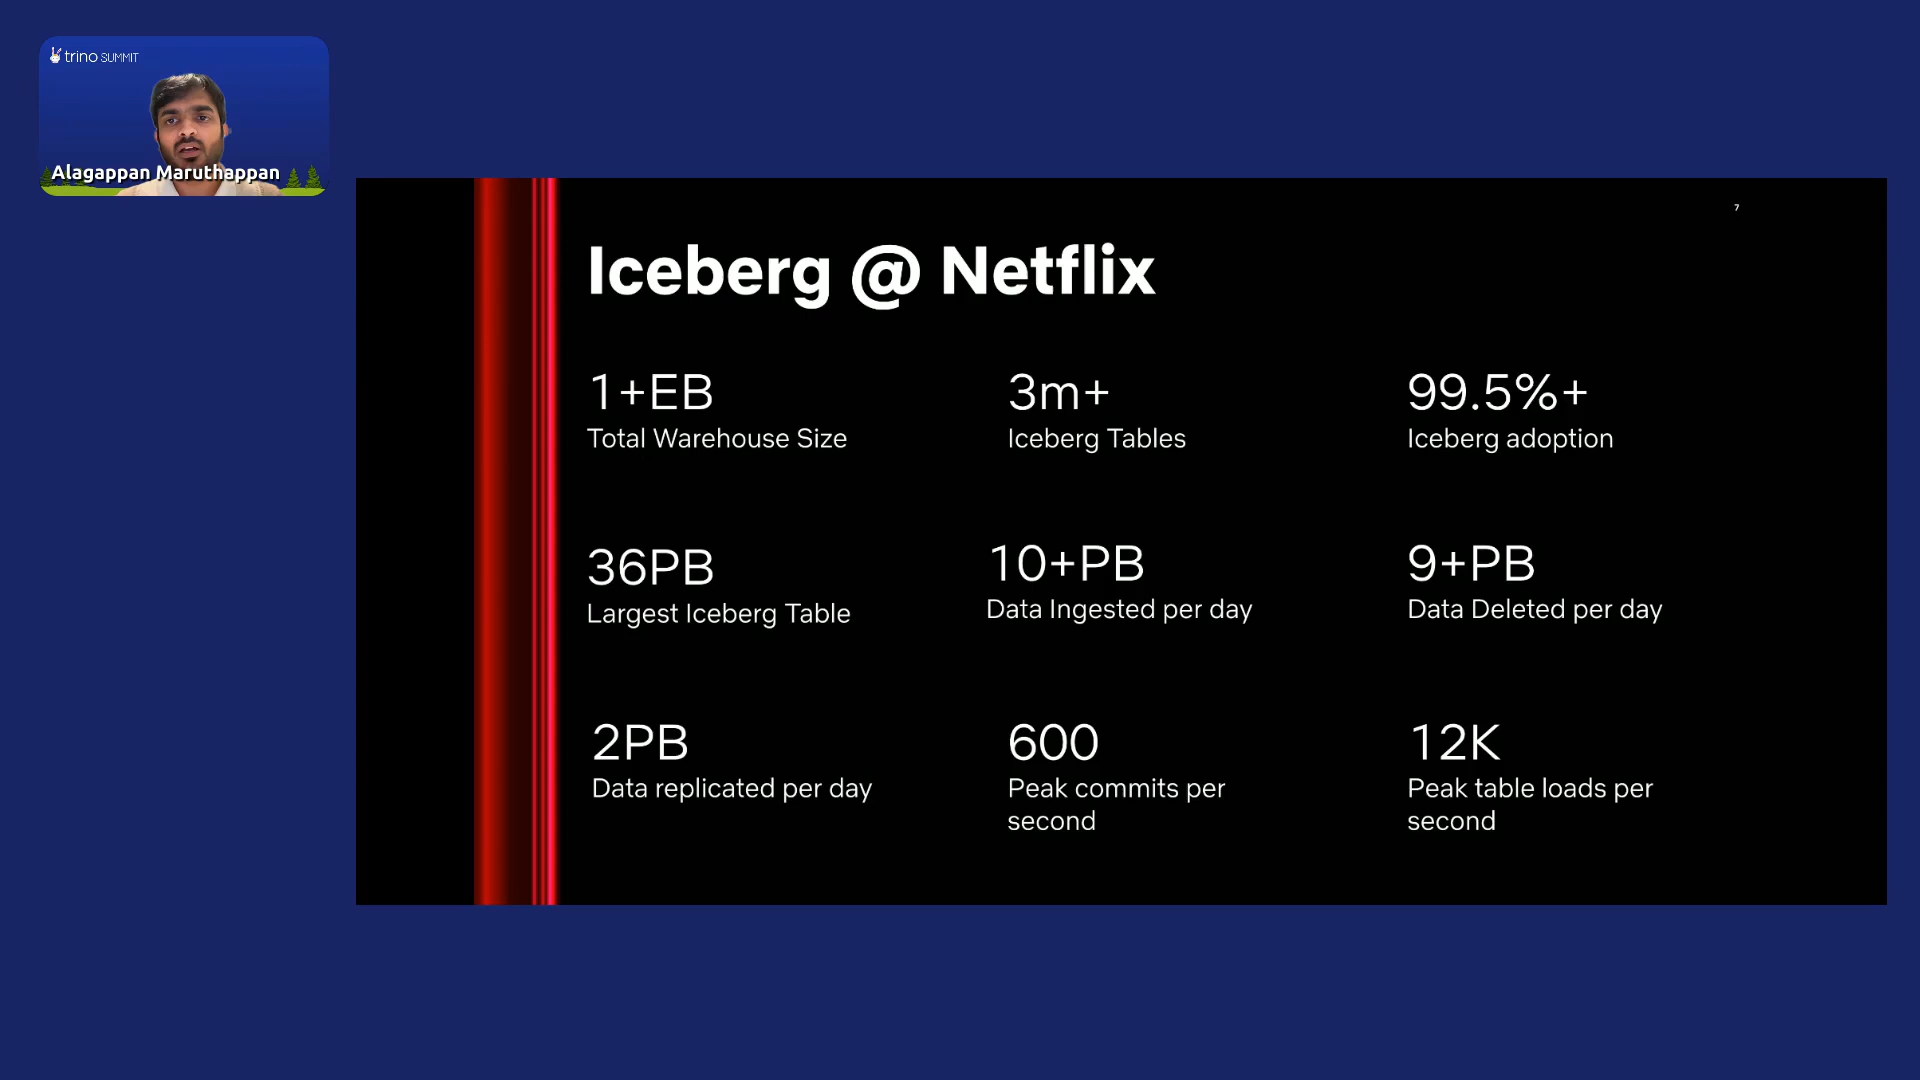 trino SUMMIT
Alagappan Maruthappan
7
Iceberg @ Netflix
1+EB
Total Warehouse Size
3m+
Iceberg Tables
99.5%+
Iceberg adoption
36PB
Largest Iceberg Table
10+PB
Data Ingested per day
9+PB
Data Deleted per day
2PB
Data replicated per day
600
Peak commits per
second
12K
Peak table loads per
second